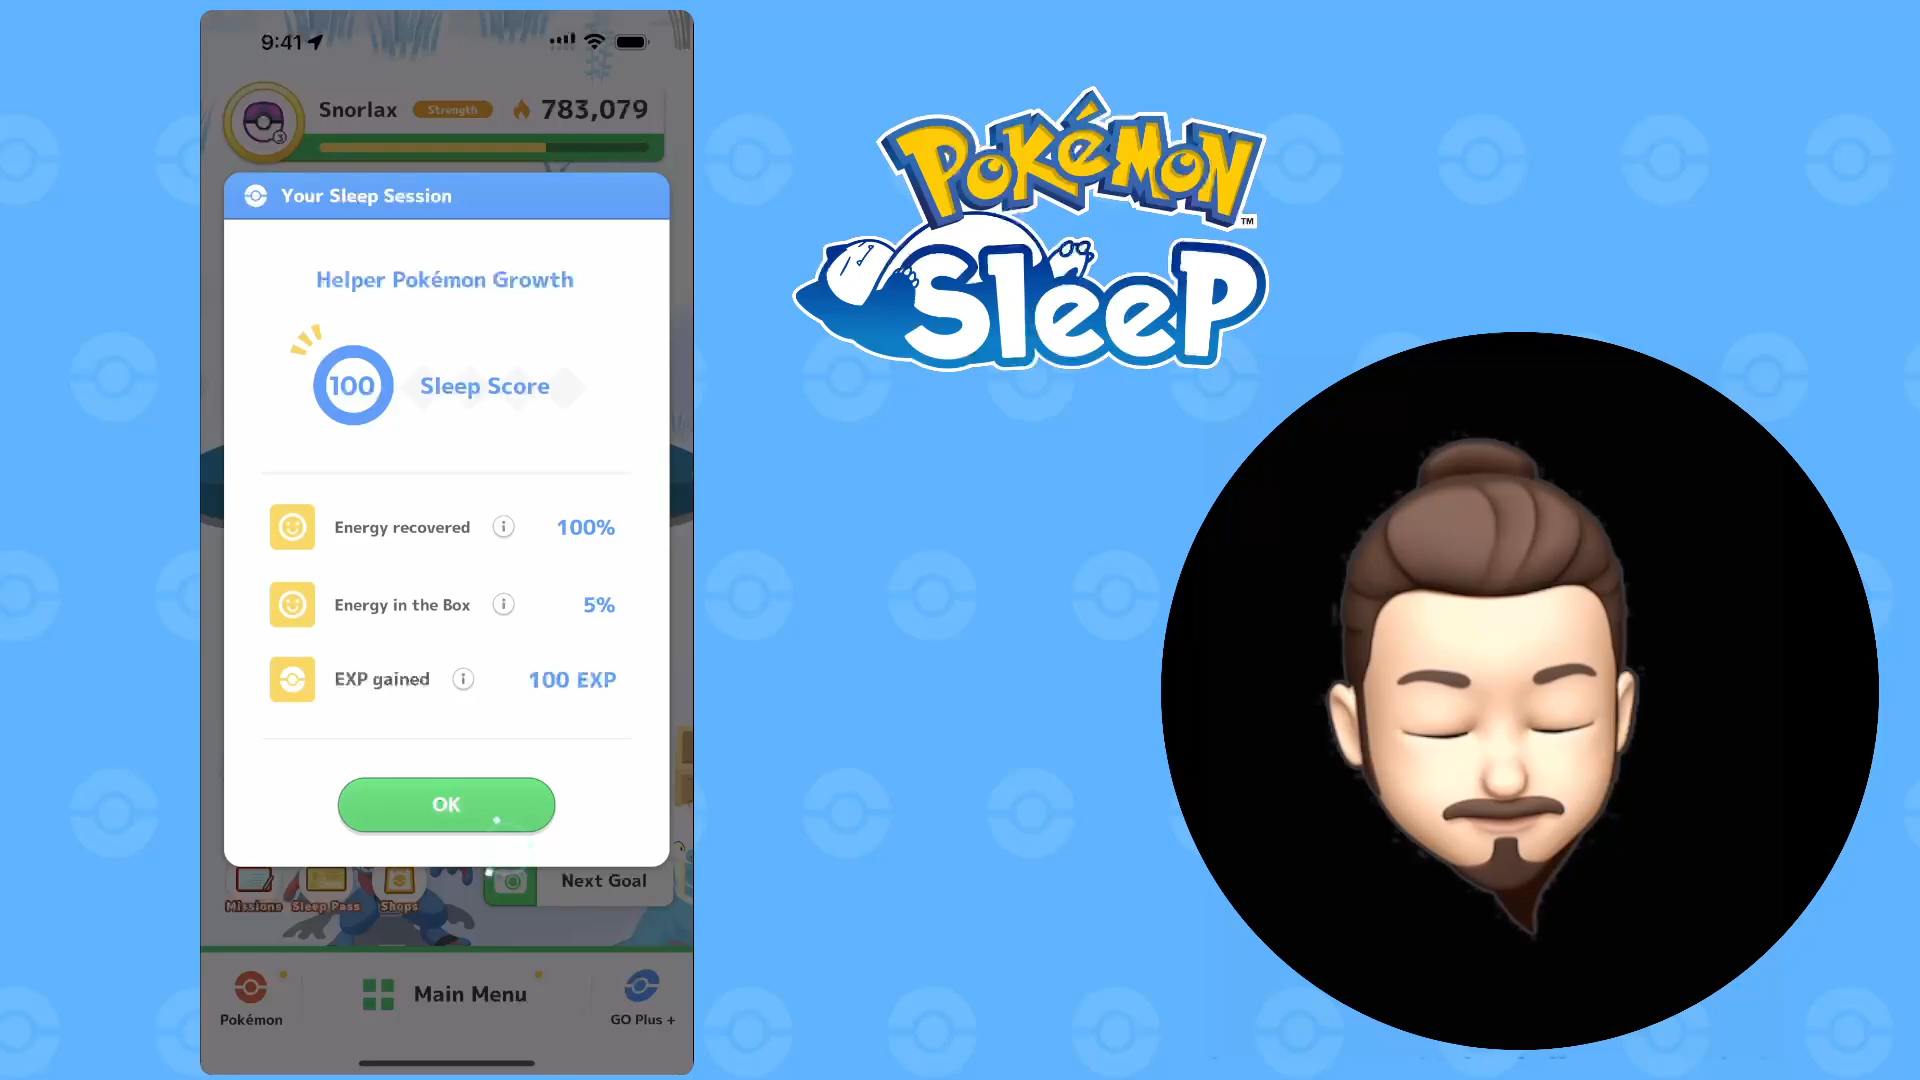 9:41
Snorlax Strength 783,079
3
Your Sleep Session
Helper Pokémon Growth
100 Sleep Score
Energy recovered i 100%
Energy in the Box i 5%
EXP gained i 100 EXP
OK
Missions Sleep Pass Shops
Next Goal
Pokémon
Main Menu
GO Plus +
POKéMON
TM
Sleep